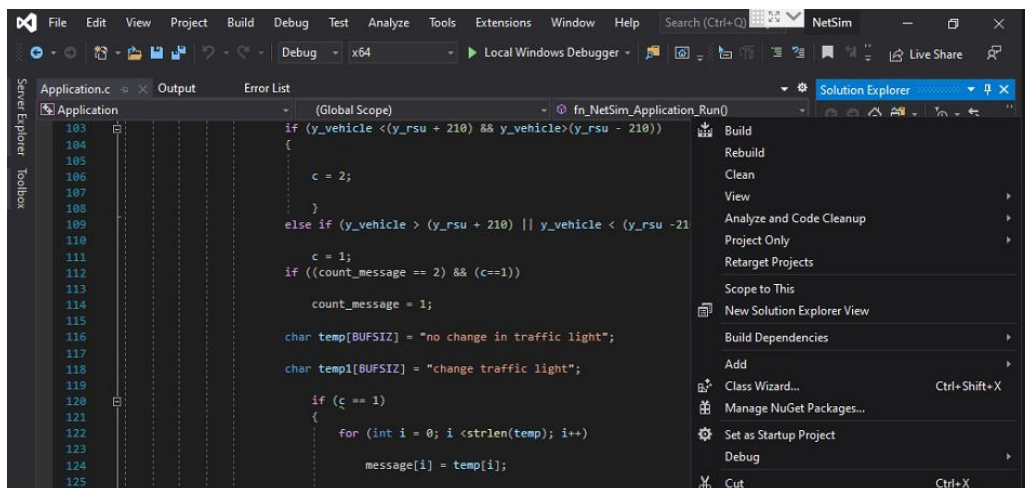 File Edit View Project Build Debug Test Analyze Tools Extensions Window Help Search (Ctrl+Q) NetSim
Debug x64 Local Windows Debugger Live Share
Server Explorer
Toolbox
Application.c Output Error List
Solution Explorer
Application (Global Scope) fn_NetSim_Application_Run()
103 if (y_vehicle <(y_rsu + 210) && y_vehicle>(y_rsu - 210))
104 {
105
106 c = 2;
107
108 }
109 else if (y_vehicle > (y_rsu + 210) || y_vehicle < (y_rsu -21
110
111 c = 1;
112 if ((count_message == 2) && (c==1))
113
114 count_message = 1;
115
116 char temp[BUFSIZ] = "no change in traffic light";
117
118 char temp1[BUFSIZ] = "change traffic light";
119
120 if (c == 1)
121 {
122 for (int i = 0; i <strlen(temp); i++)
123
124 message[i] = temp[i];
125
Build
Rebuild
Clean
View
Analyze and Code Cleanup
Project Only
Retarget Projects
Scope to This
New Solution Explorer View
Build Dependencies
Add
Class Wizard... Ctrl+Shift+X
Manage NuGet Packages...
Set as Startup Project
Debug
Cut Ctrl+X